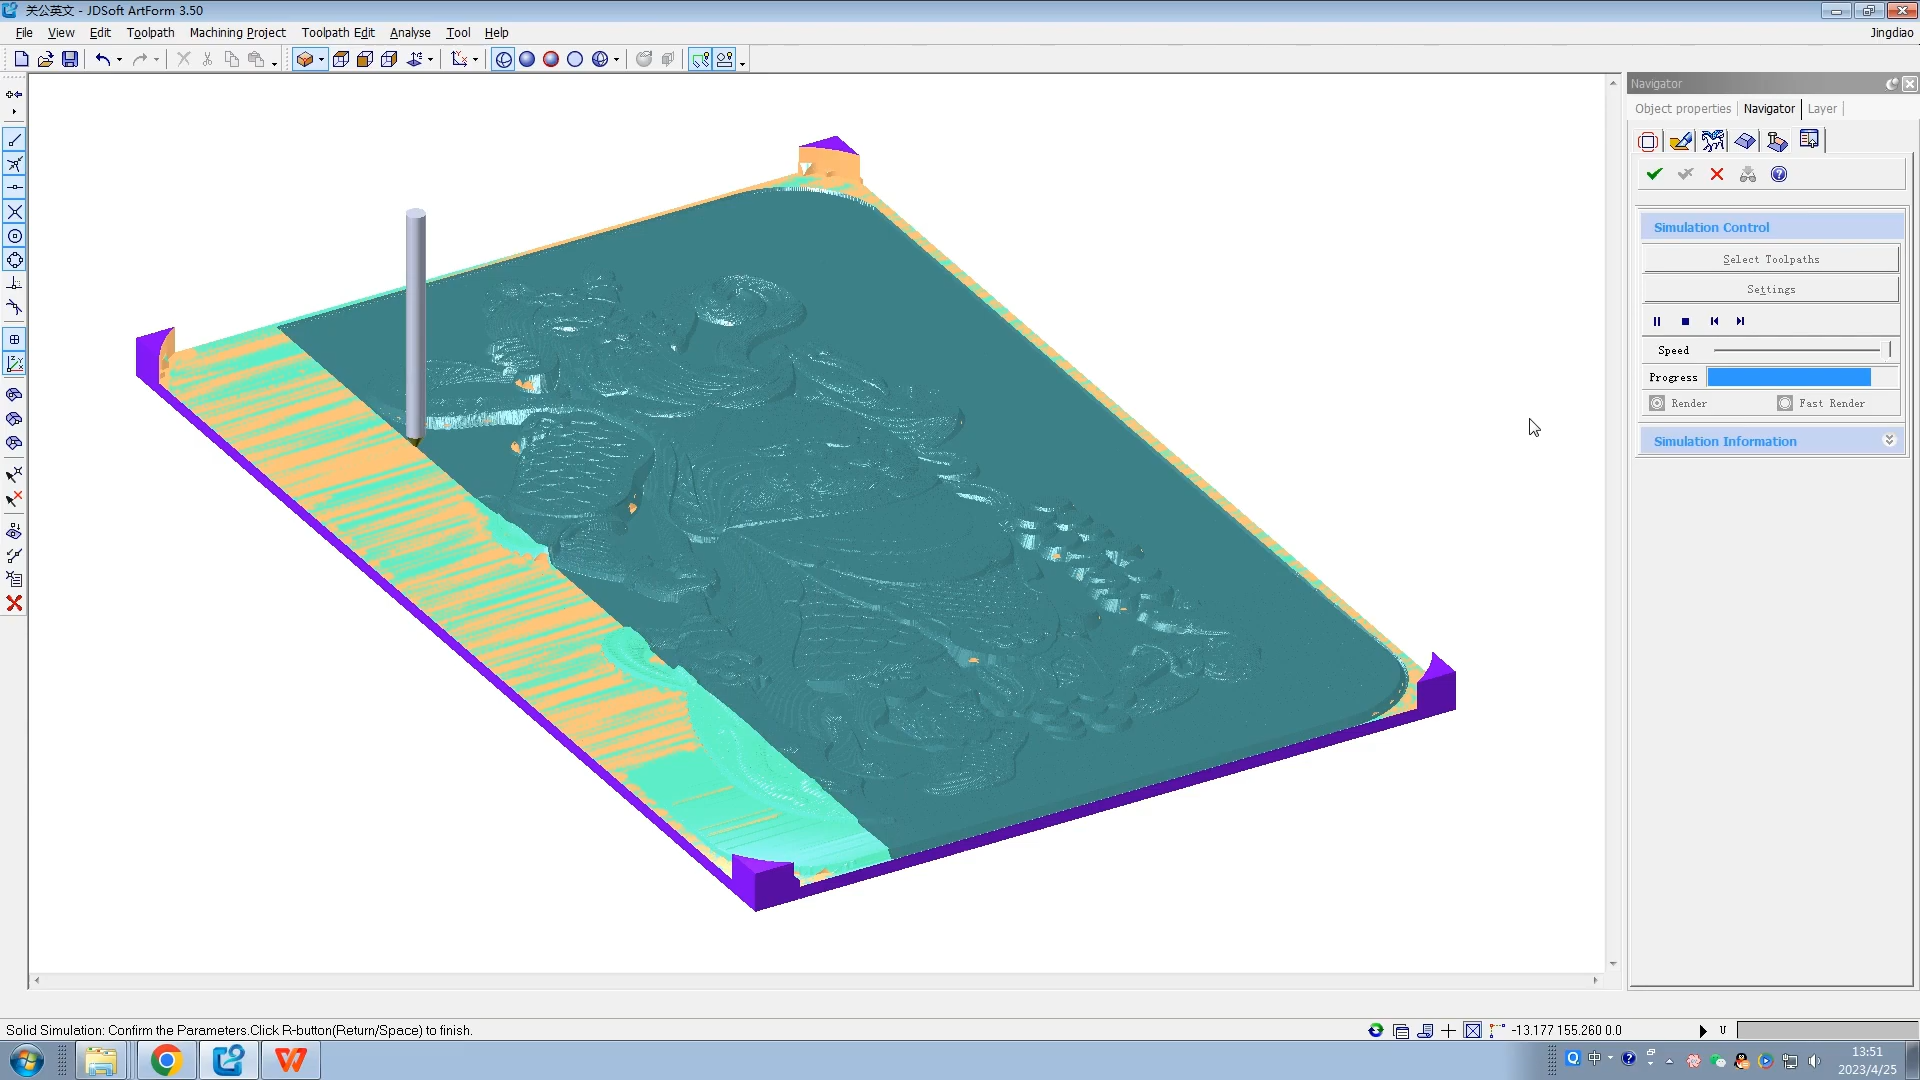 关公英文 - JDSoft ArtForm 3.50
File View Edit Toolpath Machining Project Toolpath Edit Analyse Tool Help
Jingdiao
Navigator
Object properties Navigator Layer
Simulation Control
Select Toolpaths
Settings
Speed
Progress
Render Fast Render
Simulation Information
Solid Simulation: Confirm the Parameters.Click R-button(Return/Space) to finish.
-13.177 155.260 0.0
U
中
13:51
2023/4/25